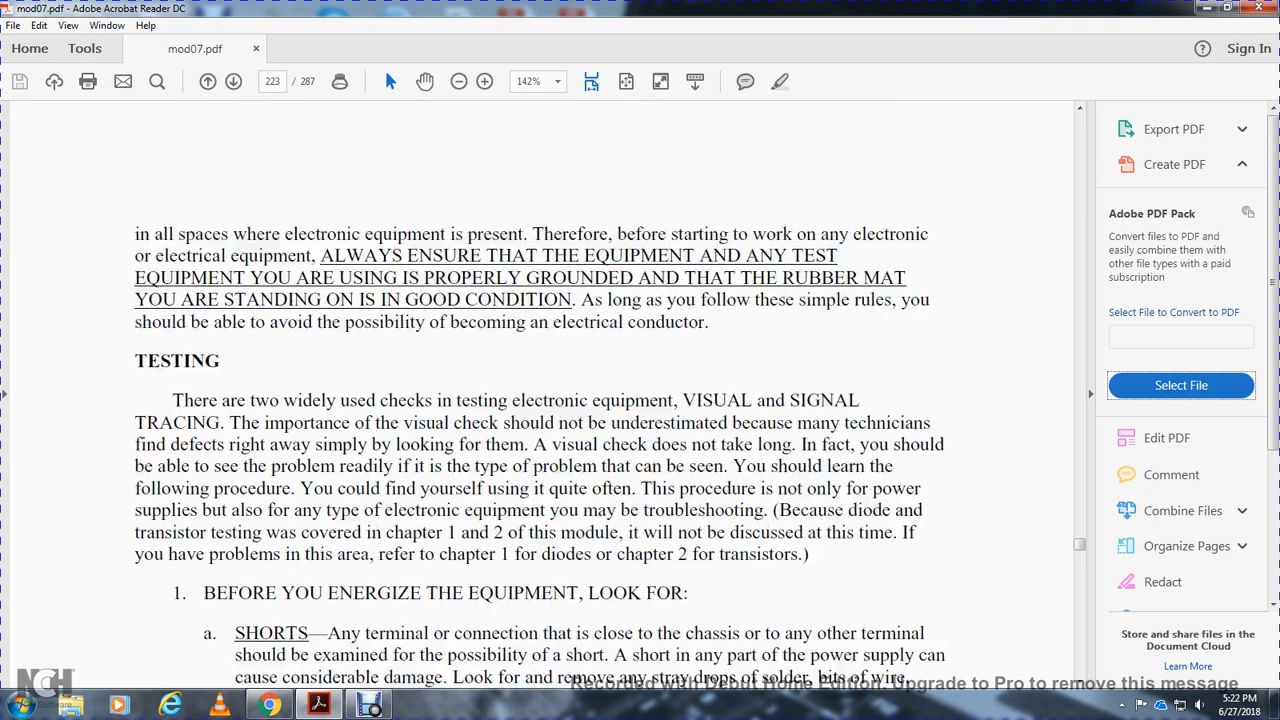 mod07.pdf - Adobe Acrobat Reader DC
File Edit View Window Help
Home Tools mod07.pdf × Sign In
223 / 287 142%
in all spaces where electronic equipment is present. Therefore, before starting to work on any electronic
or electrical equipment, ALWAYS ENSURE THAT THE EQUIPMENT AND ANY TEST
EQUIPMENT YOU ARE USING IS PROPERLY GROUNDED AND THAT THE RUBBER MAT
YOU ARE STANDING ON IS IN GOOD CONDITION. As long as you follow these simple rules, you
should be able to avoid the possibility of becoming an electrical conductor.
TESTING
There are two widely used checks in testing electronic equipment, VISUAL and SIGNAL
TRACING. The importance of the visual check should not be underestimated because many technicians
find defects right away simply by looking for them. A visual check does not take long. In fact, you should
be able to see the problem readily if it is the type of problem that can be seen. You should learn the
following procedure. You could find yourself using it quite often. This procedure is not only for power
supplies but also for any type of electronic equipment you may be troubleshooting. (Because diode and
transistor testing was covered in chapter 1 and 2 of this module, it will not be discussed at this time. If
you have problems in this area, refer to chapter 1 for diodes or chapter 2 for transistors.)
1. BEFORE YOU ENERGIZE THE EQUIPMENT, LOOK FOR:
a. SHORTS—Any terminal or connection that is close to the chassis or to any other terminal
should be examined for the possibility of a short. A short in any part of the power supply can
cause considerable damage. Look for and remove any stray drops of solder, bits of wire,
Export PDF
Create PDF
Adobe PDF Pack
Convert files to PDF and
easily combine them with
other file types with a paid
subscription
Select File to Convert to PDF
Select File
Edit PDF
Comment
Combine Files
Organize Pages
Redact
Store and share files in the
Document Cloud
Learn More
NCH
Software
Recorded with Debut Home Edition. Upgrade to Pro to remove this message
5:22 PM
6/27/2018